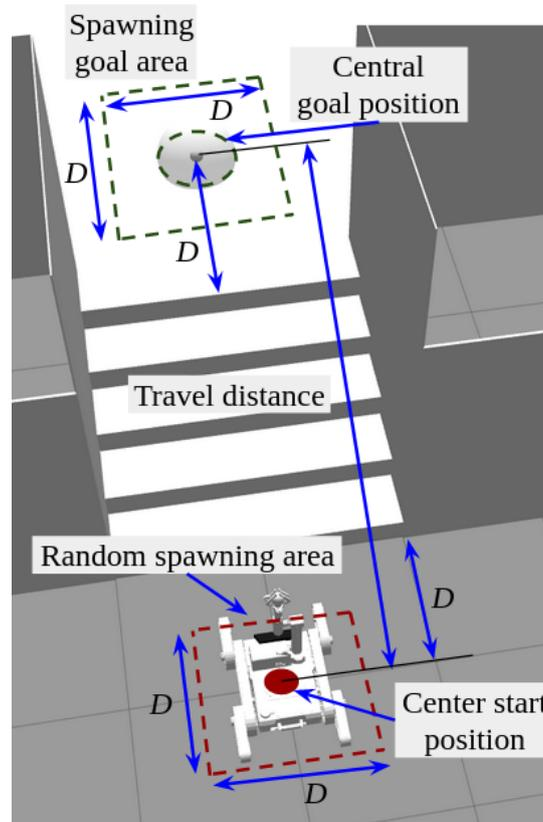 Spawning
goal area
Central
goal position
D
D
D
Travel distance
Random spawning area
D
D
Center start
position
D